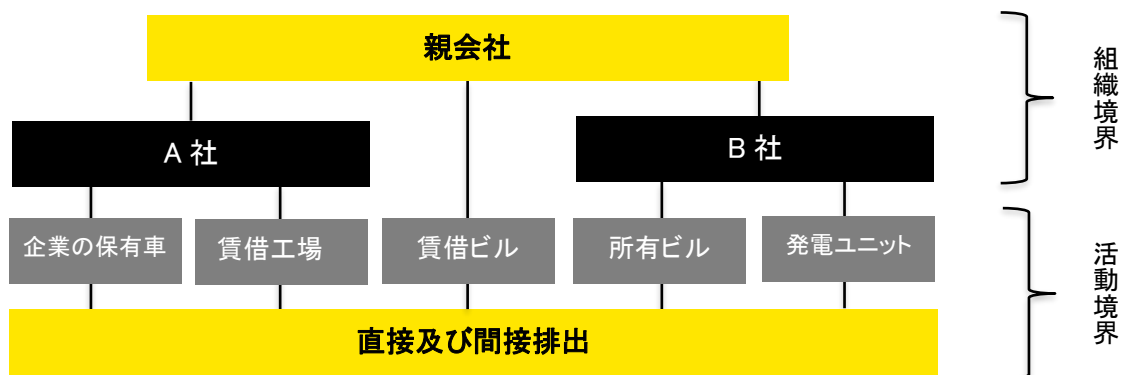 親会社
組織境界
A 社
B 社
企業の保有車
賃借工場
賃借ビル
所有ビル
発電ユニット
活動境界
直接及び間接排出